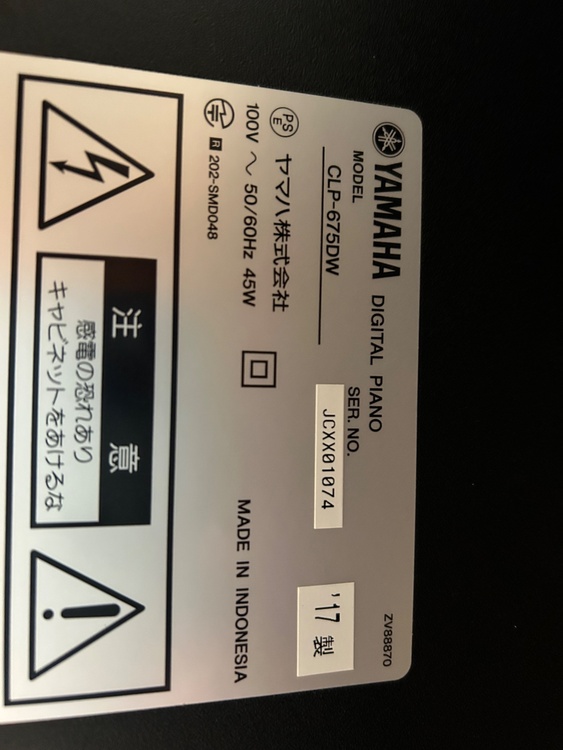 YAMAHA DIGITAL PIANO
ZV88870
MODEL
CLP-675DW
SER. NO.
JCXX01074
'17 製
PSE
ヤマハ株式会社
100V ～ 50/60Hz 45W
MADE IN INDONESIA
R 202-SMD048
注 意
感電の恐れあり
キャビネットをあけるな